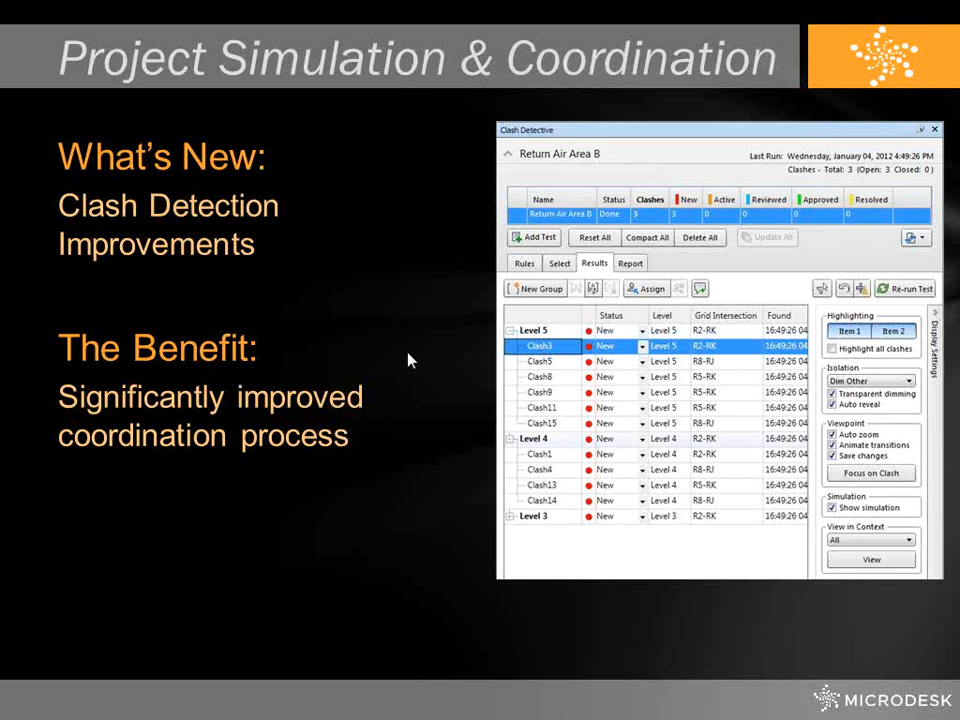 Project Simulation & Coordination
What's New:
Clash Detection
Improvements
The Benefit:
Significantly improved
coordination process
Clash Detective
Return Air Area B
Last Run: Wednesday, January 04, 2012 4:49:26 PM
Clashes - Total: 3 (Open: 3 Closed: 0)
Name Status Clashes New Active Reviewed Approved Resolved
Return Air Area B Done 3 3 0 0 0 0
Add Test Reset All Compact All Delete All Update All
Rules Select Results Report
New Group Assign Re-run Test
Status Level Grid Intersection Found
Level 5 New Level 5 R2-RK 16:49:26 04
Clash3 New Level 5 R2-RK 16:49:26 04
Clash5 New Level 5 R8-RJ 16:49:26 04
Clash8 New Level 5 R5-RK 16:49:26 04
Clash9 New Level 5 R5-RK 16:49:26 04
Clash11 New Level 5 R5-RK 16:49:26 04
Clash15 New Level 5 R8-RJ 16:49:26 04
Level 4 New Level 4 R2-RK 16:49:26 04
Clash1 New Level 4 R2-RK 16:49:26 04
Clash4 New Level 4 R8-RJ 16:49:26 04
Clash13 New Level 4 R5-RK 16:49:26 04
Clash14 New Level 4 R8-RJ 16:49:26 04
Level 3 New Level 3 R2-RK 16:49:26 04
Highlighting
Item 1 Item 2
Highlight all clashes
Isolation
Dim Other
Transparent dimming
Auto reveal
Viewpoint
Auto zoom
Animate transitions
Save changes
Focus on Clash
Simulation
Show simulation
View in Context
All
View
Display Settings
MICRODESK